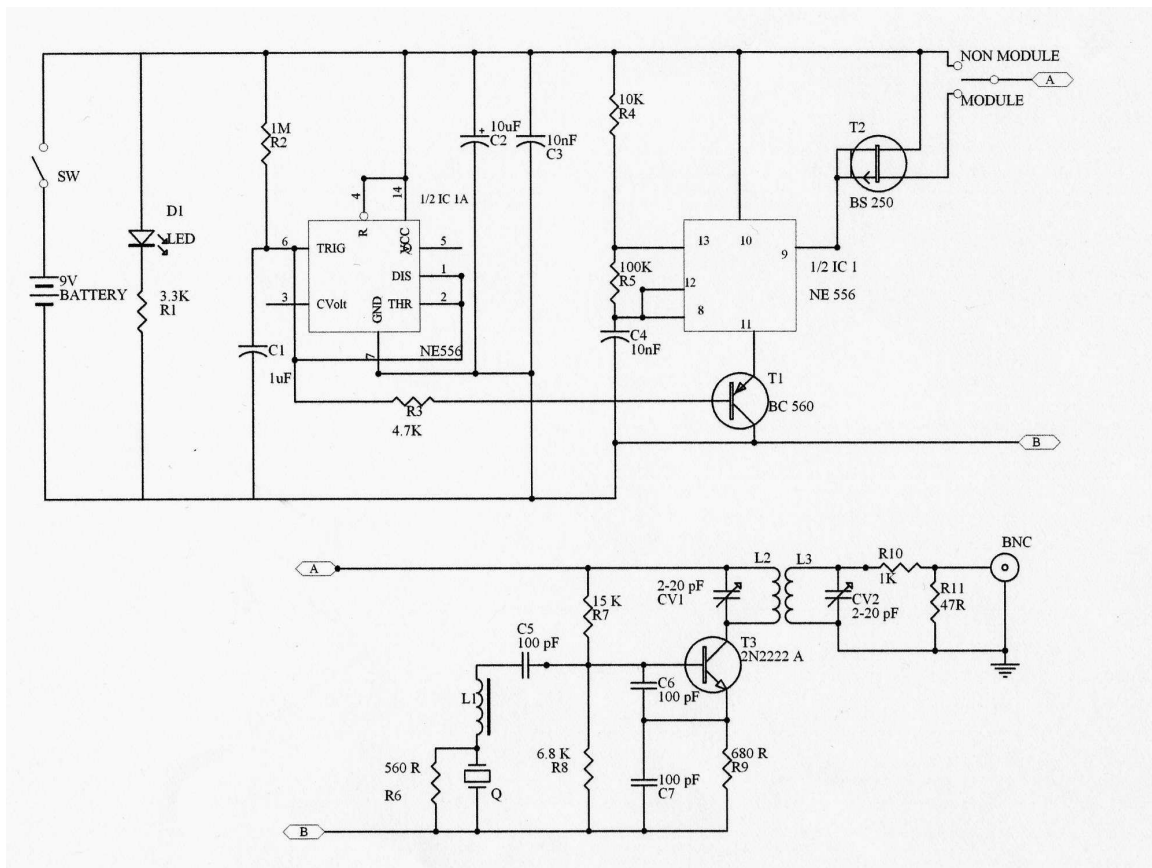 NON MODULE
A
MODULE
10K
R4
T2
1M
R2
10uF
+
C2
10nF
C3
SW
4
14
1/2 IC 1A
BS 250
D1
LED
R
6
TRIG
VCC
5
13
10
9
1/2 IC 1
NE 556
9V
BATTERY
3.3K
R1
DIS
1
100K
R5
12
3
CVolt
THR
2
GND
8
11
C4
10nF
C1
1uF
7
NE556
T1
BC 560
R3
4.7K
B
A
L2
L3
R10
1K
BNC
2-20 pF
CV1
CV2
2-20 pF
R11
47R
15 K
R7
C5
100 pF
T3
2N2222 A
L1
C6
100 pF
560 R
R6
Q
6.8 K
R8
100 pF
C7
680 R
R9
B